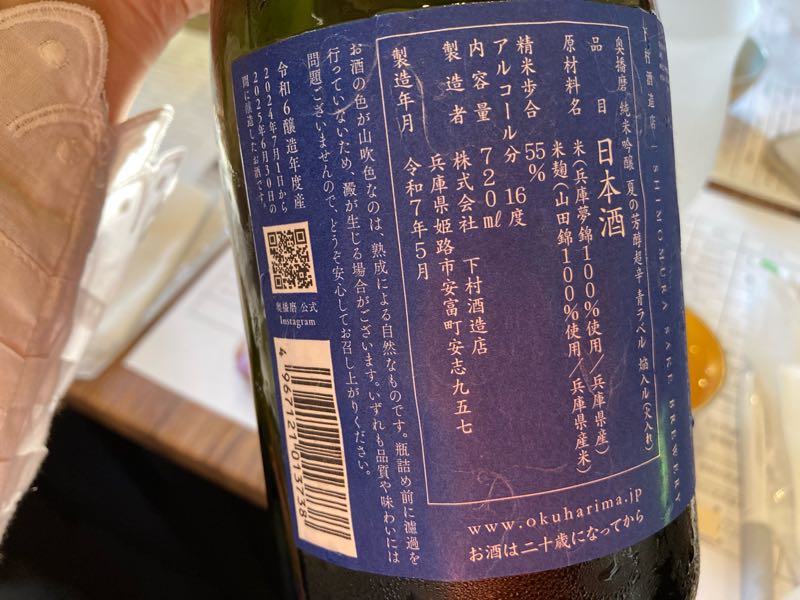 下村酒造店 | SHIMOMURA SAKE BREWERY
奥播磨 純米吟醸 夏の芳醇超辛 青ラベル 火入ル(火入れ)
品目 日本酒
原材料名 米(兵庫夢錦100%使用/兵庫県産)
米麹(山田錦100%使用/兵庫県産米)
精米歩合 55%
アルコール分 16度
内容量 720ml
製造者 株式会社 下村酒造店
兵庫県姫路市安富町安志九五七
製造年月 令和7年5月
お酒の色が山吹色なのは、熟成による自然なものです。瓶詰め前に濾過を
行っていないため、澱が生じる場合がございます。いずれも品質や味わいには
問題ございませんので、どうぞ安心してお召し上がりください。
令和6醸造年度産
2024年7月1日から
2025年6月30日の
間に醸造したお酒です。
奥播磨 公式
Instagram
4 967121 013738
www.okuharima.jp
お酒は二十歳になってから